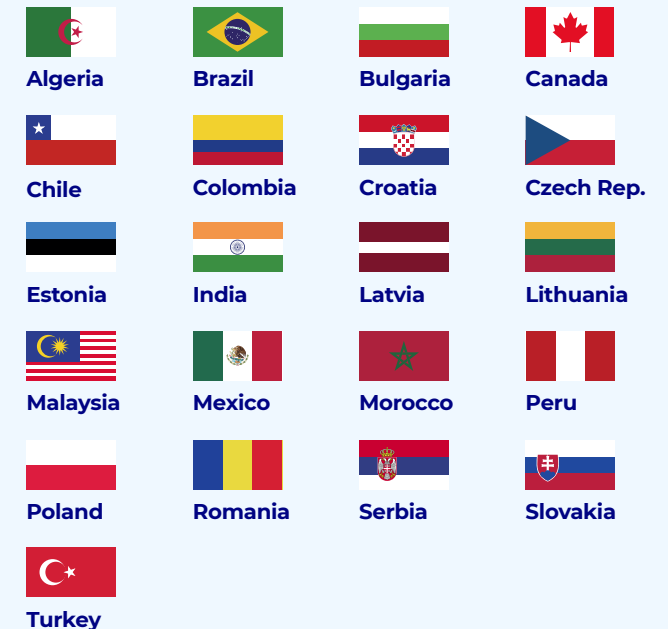 Algeria
Brazil
Bulgaria
Canada
Chile
Colombia
Croatia
Czech Rep.
Estonia
India
Latvia
Lithuania
Malaysia
Mexico
Morocco
Peru
Poland
Romania
Serbia
Slovakia
Turkey